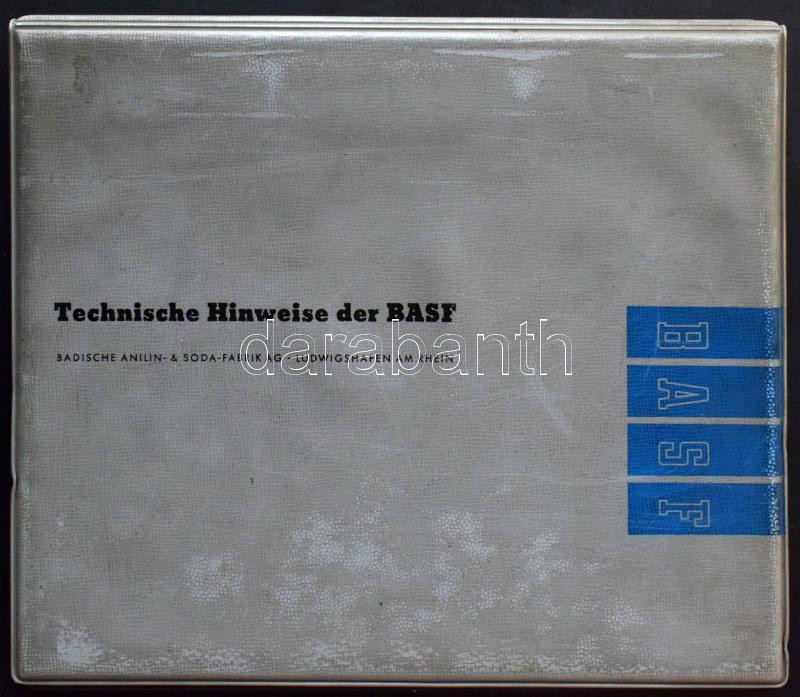 Technische Hinweise der BASF
BADISCHE ANILIN- & SODA-FABRIK AG · LUDWIGSHAFEN AM RHEIN
darabanth
B
A
S
F